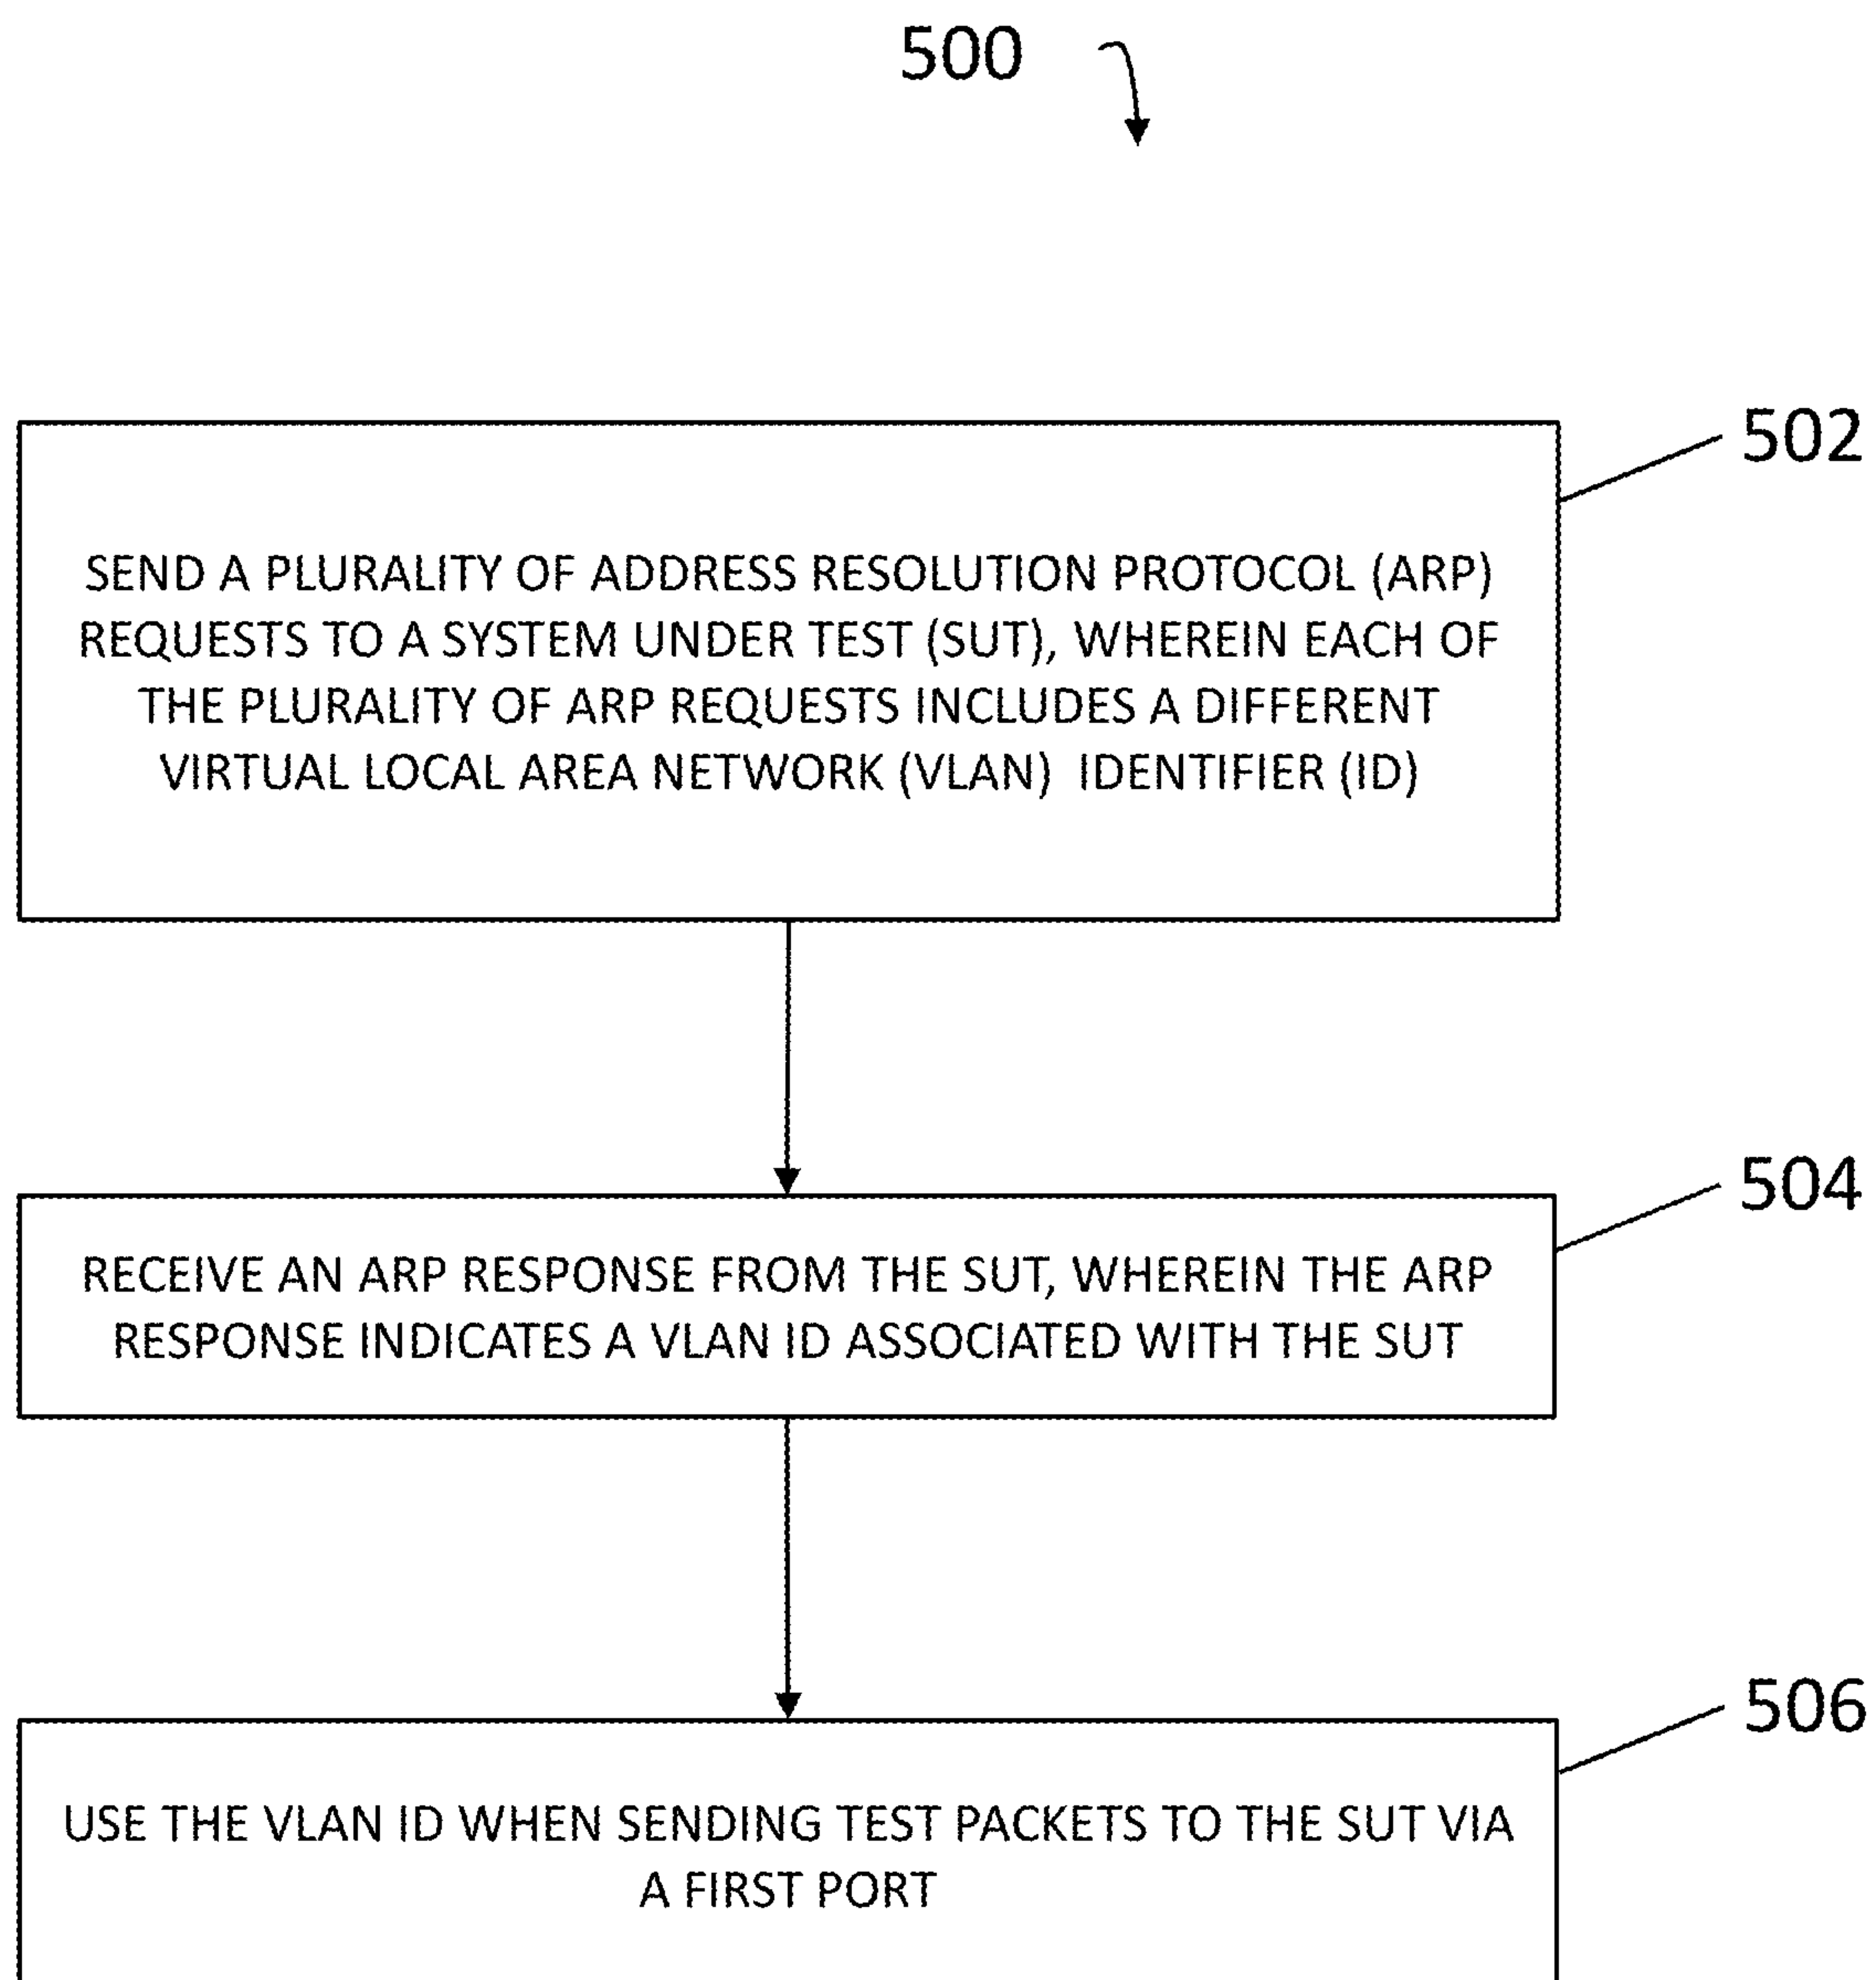 500
502
SEND A PLURALITY OF ADDRESS RESOLUTION PROTOCOL (ARP)
REQUESTS TO A SYSTEM UNDER TEST (SUT), WHEREIN EACH OF
THE PLURALITY OF ARP REQUESTS INCLUDES A DIFFERENT
VIRTUAL LOCAL AREA NETWORK (VLAN) IDENTIFIER (ID)
504
RECEIVE AN ARP RESPONSE FROM THE SUT, WHEREIN THE ARP
RESPONSE INDICATES A VLAN ID ASSOCIATED WITH THE SUT
506
USE THE VLAN ID WHEN SENDING TEST PACKETS TO THE SUT VIA
A FIRST PORT